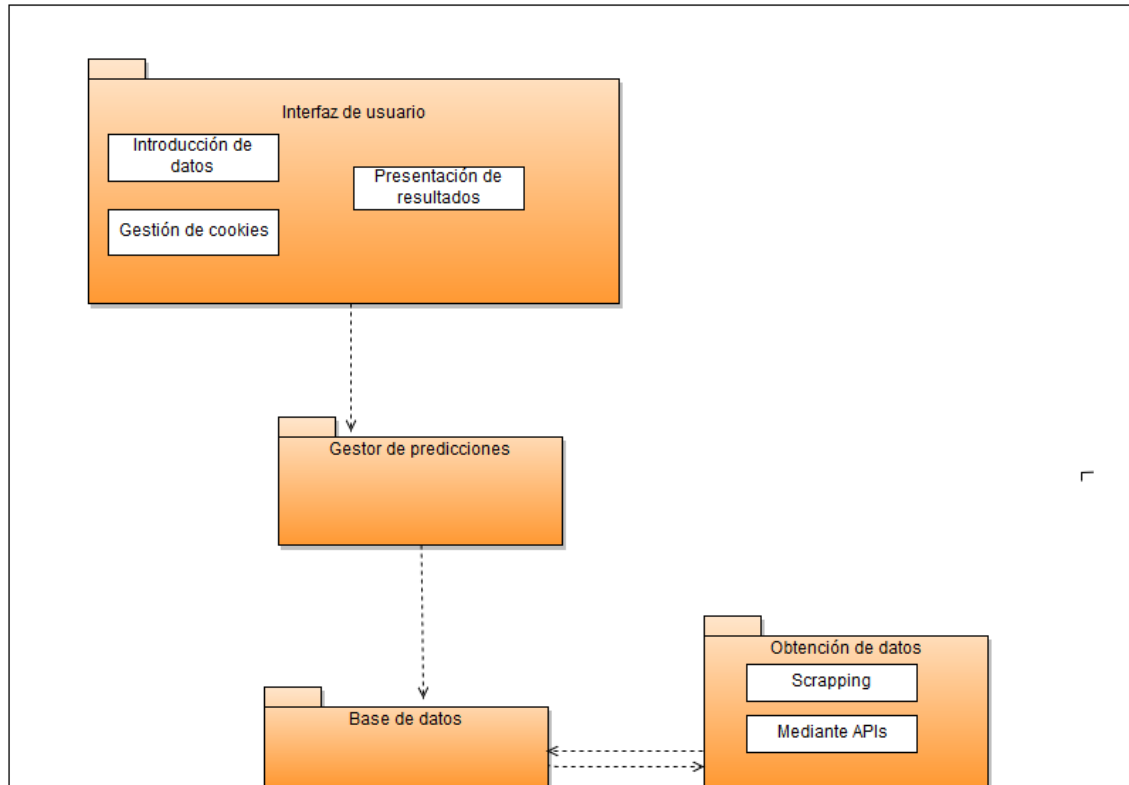 Interfaz de usuario
Introducción de
datos
Presentación de
resultados
Gestión de cookies
Gestor de predicciones
Obtención de datos
Scrapping
Mediante APIs
Base de datos